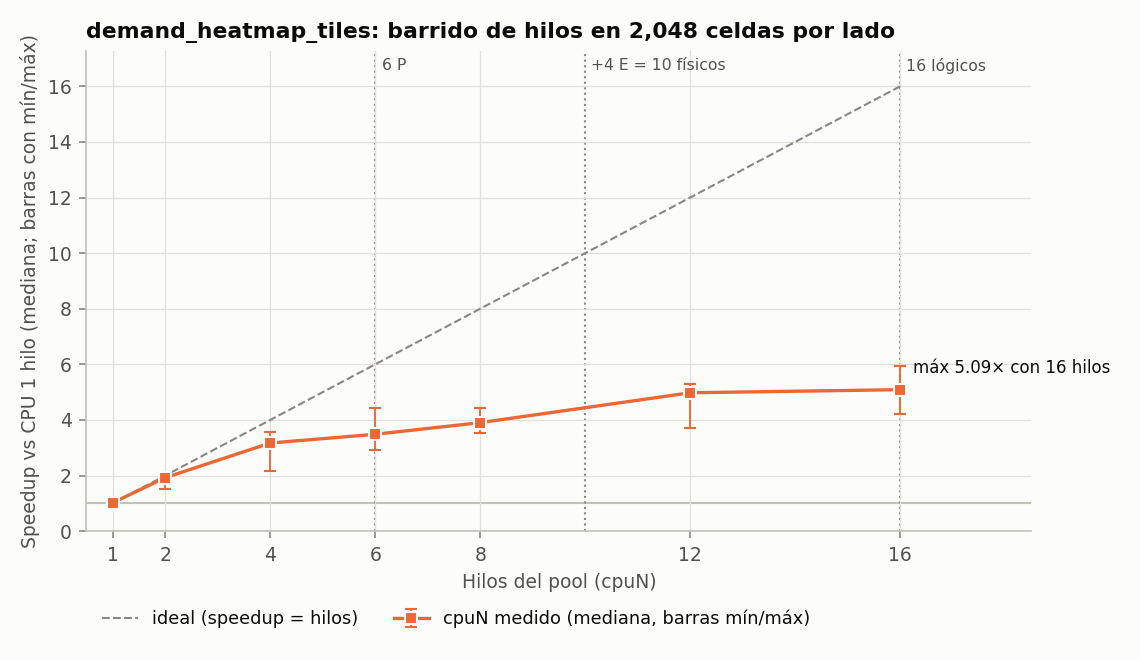 demand_heatmap_tiles: barrido de hilos en 2,048 celdas por lado
Speedup vs CPU 1 hilo (mediana; barras con mín/máx)
6 P
+4 E = 10 físicos
16 lógicos
16
14
12
10
8
6
4
2
0
máx 5.09× con 16 hilos
1
2
4
6
8
12
16
Hilos del pool (cpuN)
ideal (speedup = hilos)
cpuN medido (mediana, barras mín/máx)